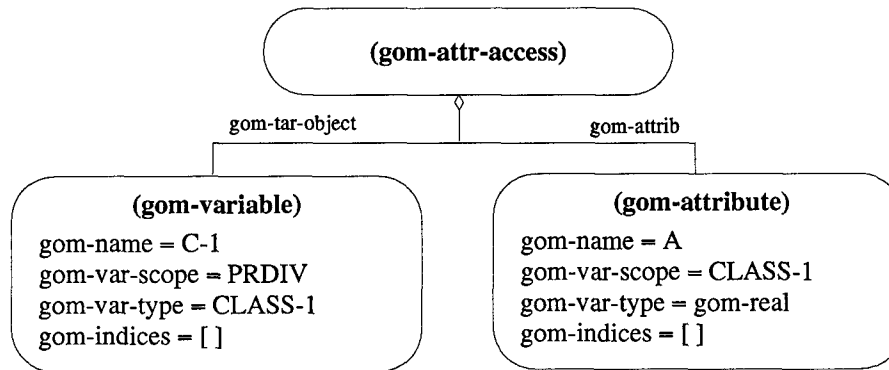 (gom-attr-access)
gom-tar-object
gom-attrib
(gom-variable)
gom-name = C-1
gom-var-scope = PRDIV
gom-var-type = CLASS-1
gom-indices = [ ]
(gom-attribute)
gom-name = A
gom-var-scope = CLASS-1
gom-var-type = gom-real
gom-indices = [ ]